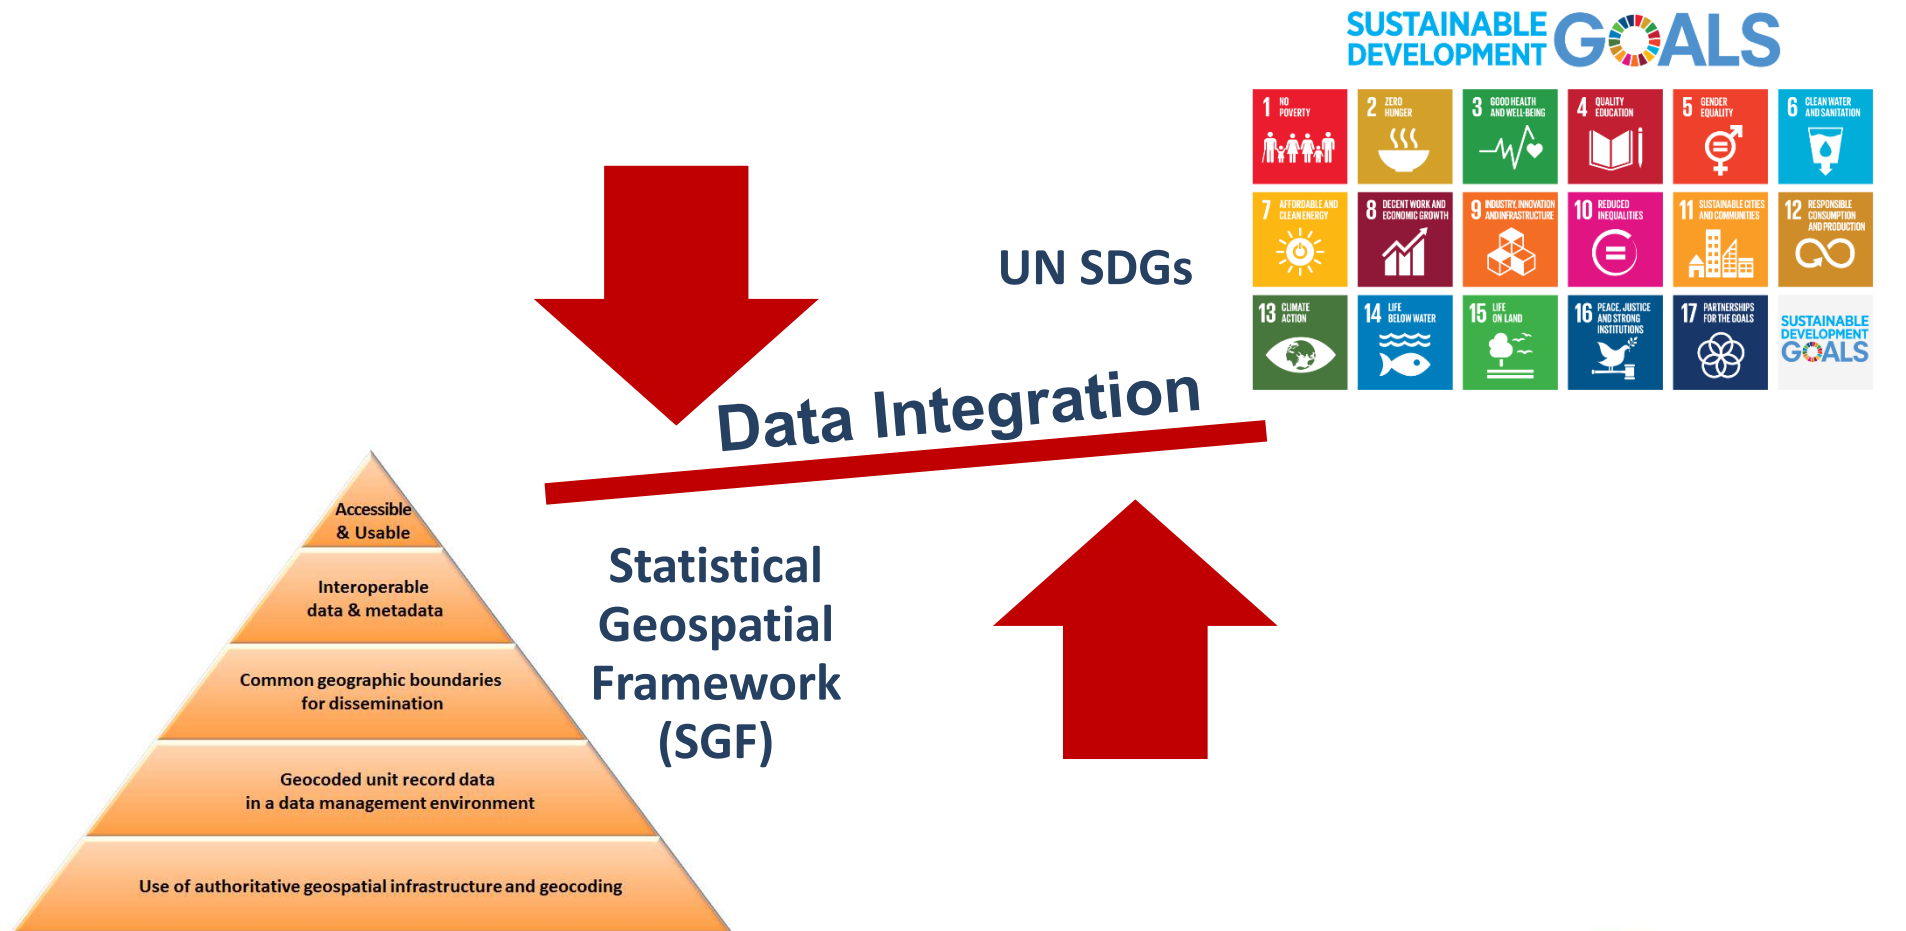 SUSTAINABLE
DEVELOPMENT GOALS
1 NO
POVERTY
2 ZERO
HUNGER
3 GOOD HEALTH
AND WELL-BEING
4 QUALITY
EDUCATION
5 GENDER
EQUALITY
6 CLEAN WATER
AND SANITATION
7 AFFORDABLE AND
CLEAN ENERGY
8 DECENT WORK AND
ECONOMIC GROWTH
9 INDUSTRY, INNOVATION
AND INFRASTRUCTURE
10 REDUCED
INEQUALITIES
11 SUSTAINABLE CITIES
AND COMMUNITIES
12 RESPONSIBLE
CONSUMPTION
AND PRODUCTION
13 CLIMATE
ACTION
14 LIFE
BELOW WATER
15 LIFE
ON LAND
16 PEACE, JUSTICE
AND STRONG
INSTITUTIONS
17 PARTNERSHIPS
FOR THE GOALS
SUSTAINABLE
DEVELOPMENT
GOALS
UN SDGs
Data Integration
Statistical
Geospatial
Framework
(SGF)
Accessible
& Usable
Interoperable
data & metadata
Common geographic boundaries
for dissemination
Geocoded unit record data
in a data management environment
Use of authoritative geospatial infrastructure and geocoding